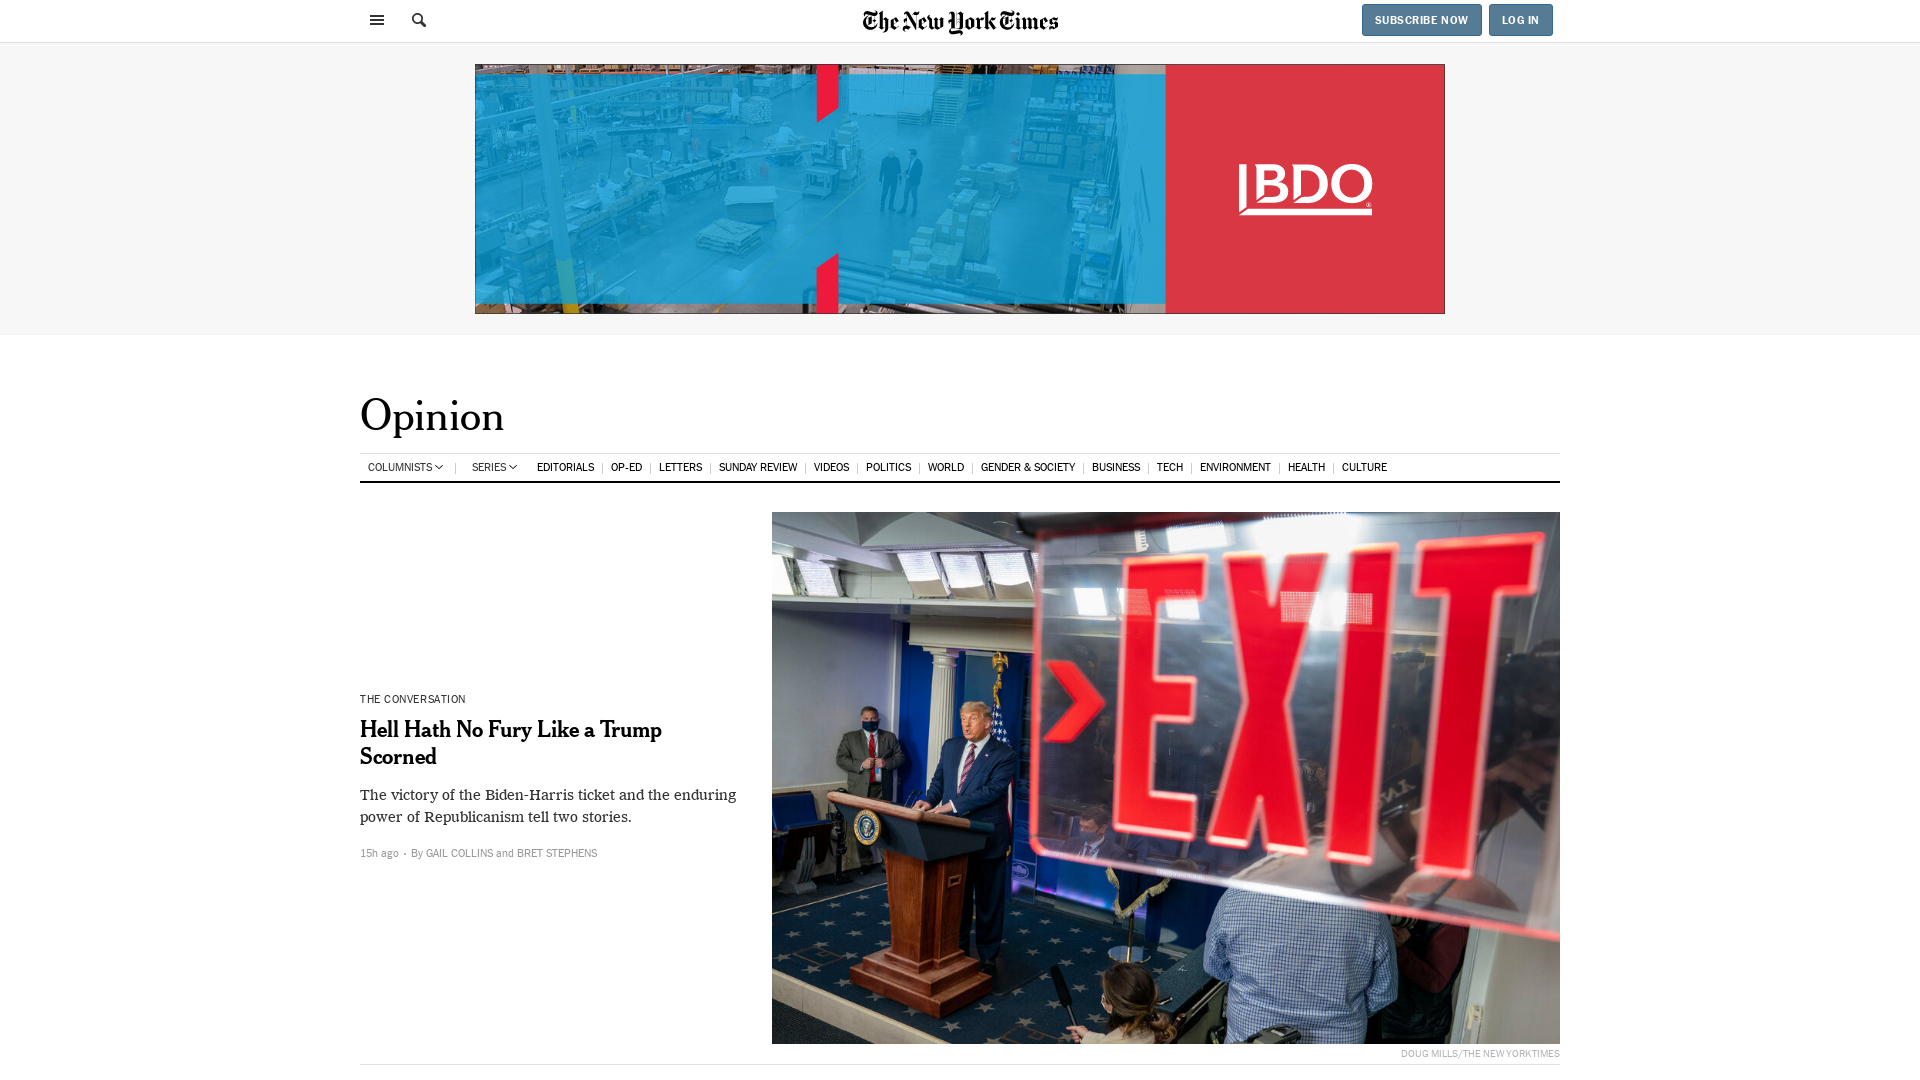 The New York Times
SUBSCRIBE NOW
LOG IN
BDO
Opinion
COLUMNISTS
SERIES
EDITORIALS
OP-ED
LETTERS
SUNDAY REVIEW
VIDEOS
POLITICS
WORLD
GENDER & SOCIETY
BUSINESS
TECH
ENVIRONMENT
HEALTH
CULTURE
THE CONVERSATION
Hell Hath No Fury Like a Trump
Scorned
The victory of the Biden-Harris ticket and the enduring
power of Republicanism tell two stories.
15h ago · By GAIL COLLINS and BRET STEPHENS
EXIT
DOUG MILLS/THE NEW YORKTIMES